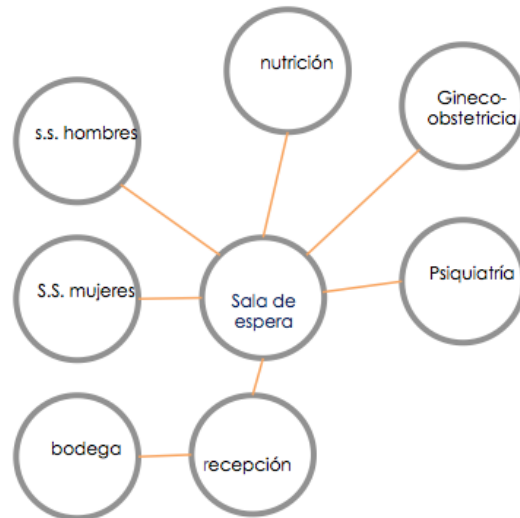 nutrición
Gineco-
obstetricia
s.s. hombres
Psiquiatría
S.S. mujeres
Sala de
espera
bodega
recepción